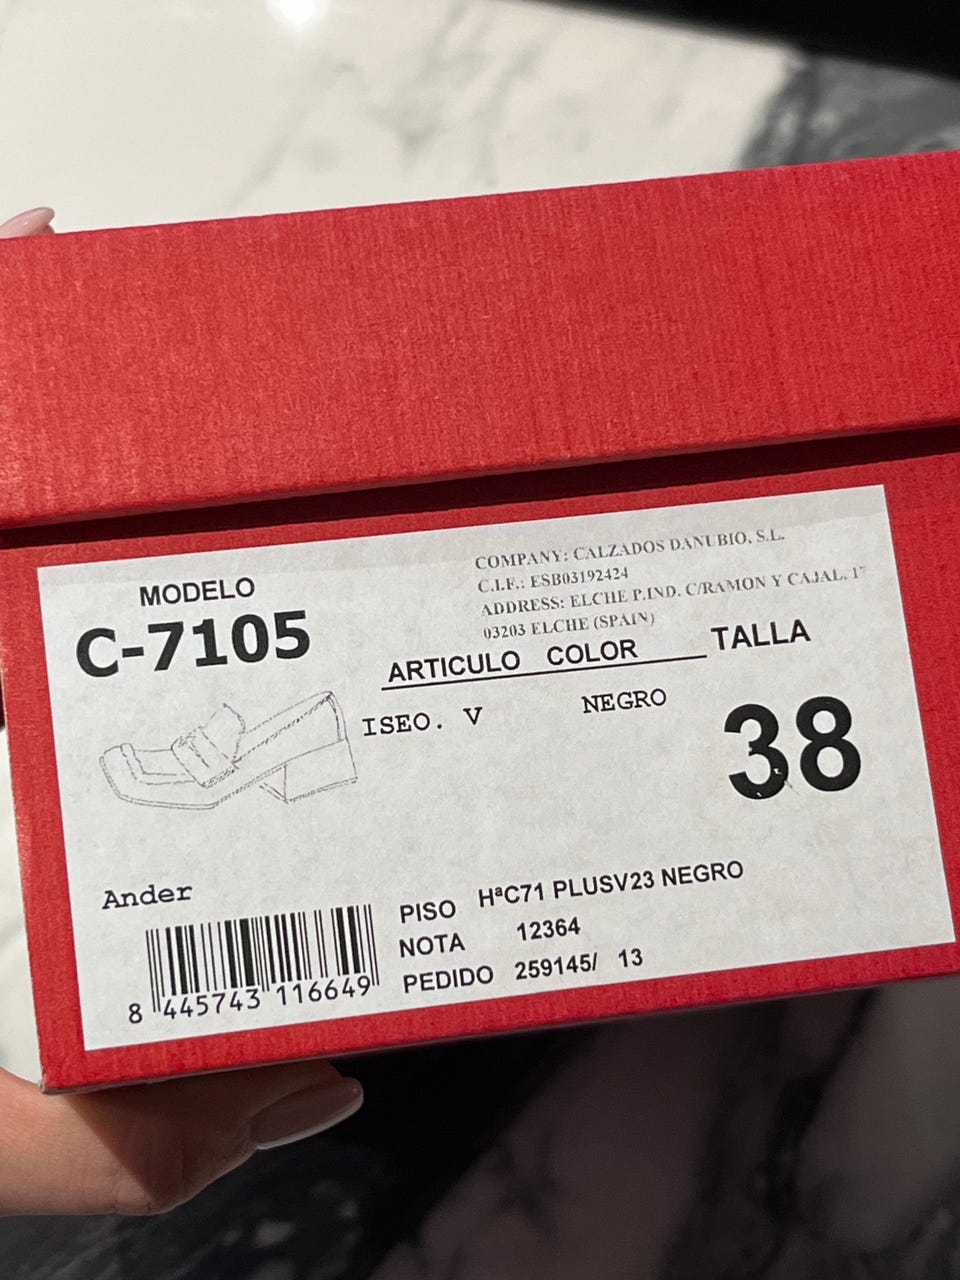 COMPANY: CALZADOS DANUBIO, S.L.
C.I.F.: ESB03192424
ADDRESS: ELCHE P.IND. C/RAMON Y CAJAL, 17
03203 ELCHE (SPAIN)
MODELO
C-7105
ARTICULO COLOR TALLA
ISEO. V NEGRO 38
Ander
PISO HªC71 PLUSV23 NEGRO
NOTA 12364
PEDIDO 259145/ 13
8 445743 116649